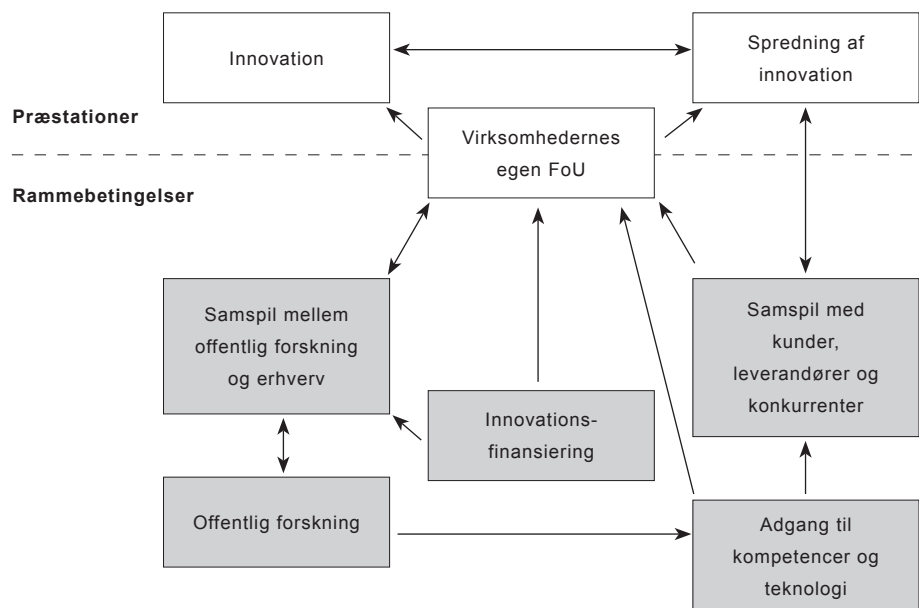 Innovation
Spredning af
innovation
Præstationer
Virksomhedernes
egen FoU
Rammebetingelser
Samspil mellem
offentlig forskning
og erhverv
Samspil med
kunder,
leverandører og
konkurrenter
Innovations-
finansiering
Offentlig forskning
Adgang til
kompetencer og
teknologi